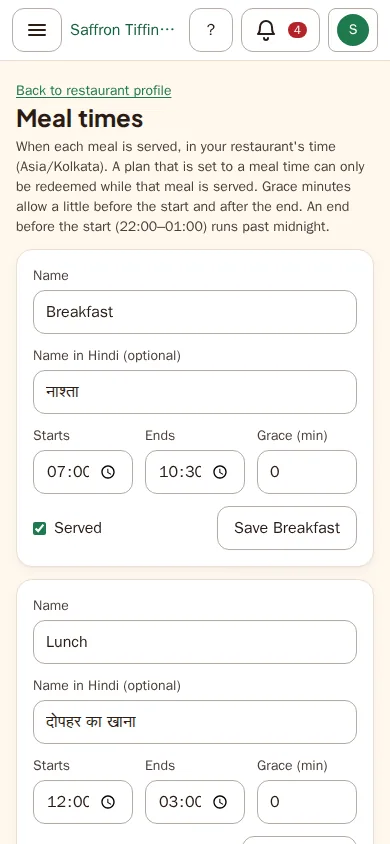 Saffron Tiffin...
?
4
S
Back to restaurant profile
Meal times
When each meal is served, in your restaurant's time
(Asia/Kolkata). A plan that is set to a meal time can only
be redeemed while that meal is served. Grace minutes
allow a little before the start and after the end. An end
before the start (22:00–01:00) runs past midnight.
Name
Breakfast
Name in Hindi (optional)
नाश्ता
Starts Ends Grace (min)
07:00 10:30 0
Served Save Breakfast
Name
Lunch
Name in Hindi (optional)
दोपहर का खाना
Starts Ends Grace (min)
12:00 03:00 0